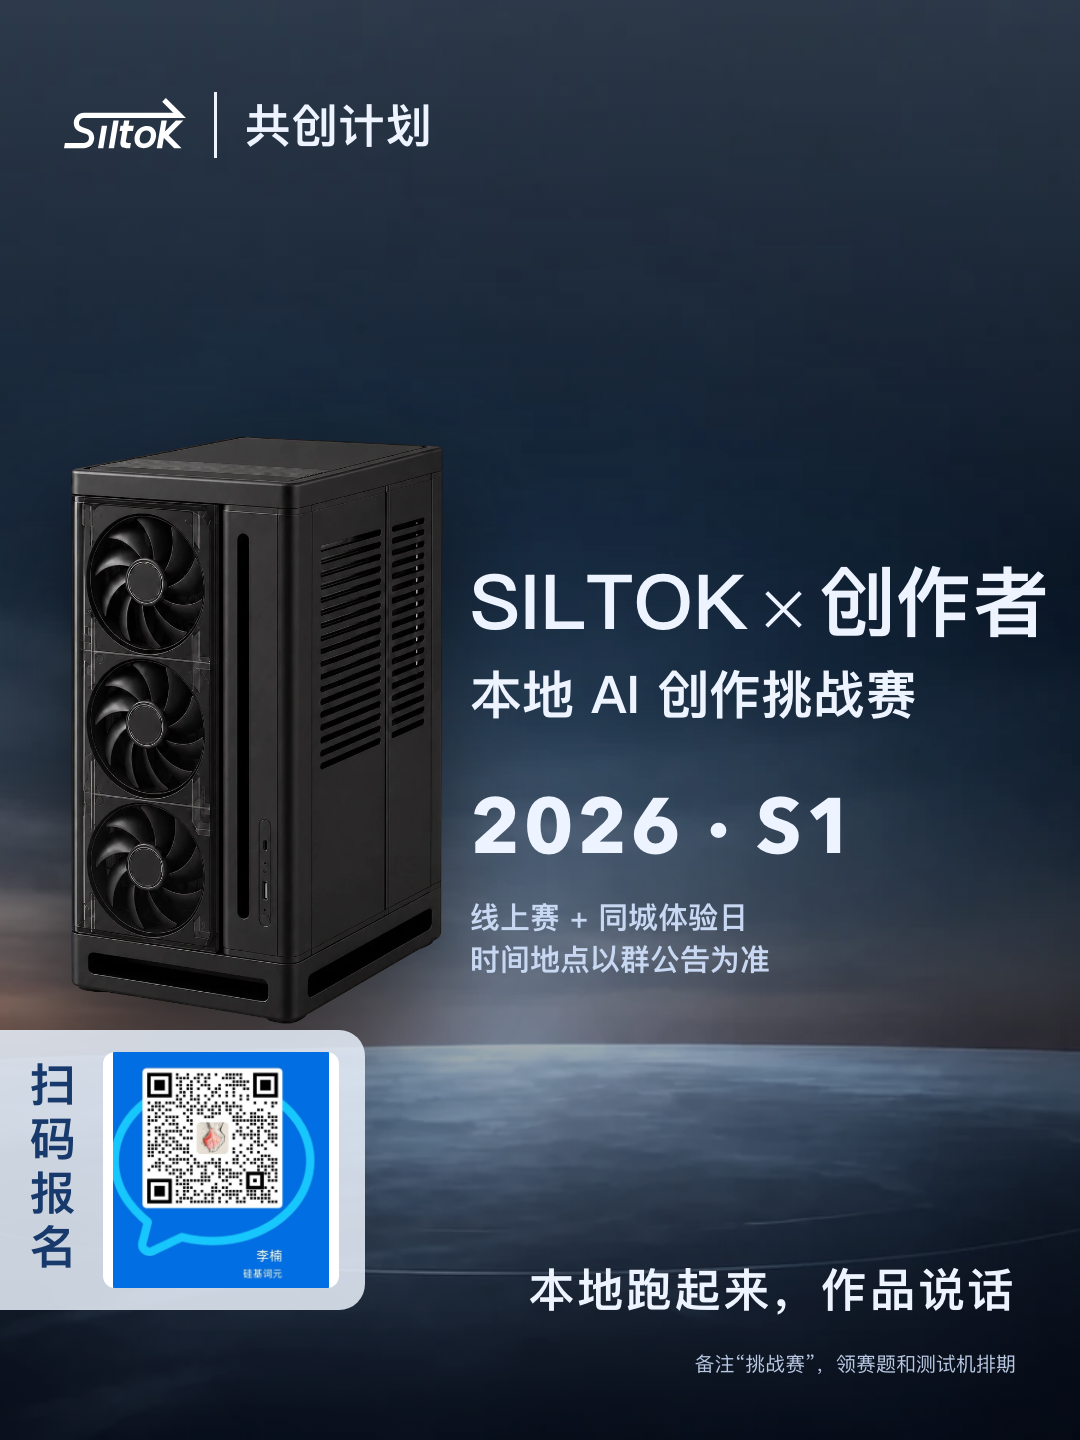 Siltok
共创计划
SILTOK × 创作者
本地 AI 创作挑战赛
2026 · S1
线上赛 + 同城体验日
时间地点以群公告为准
扫码报名
李楠
硅基词元
本地跑起来，作品说话
备注“挑战赛”，领赛题和测试机排期